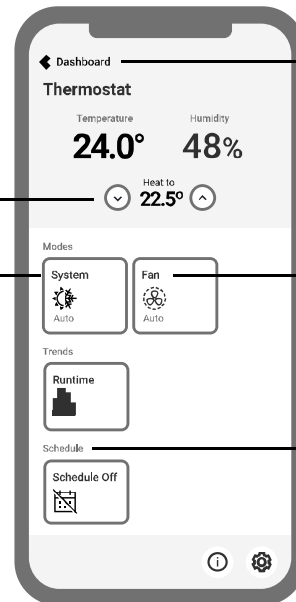 Dashboard
Thermostat
Temperature Humidity
24.0° 48%
Heat to
22.5°
Modes
System Fan
Auto Auto
Trends
Runtime
Schedule
Schedule Off